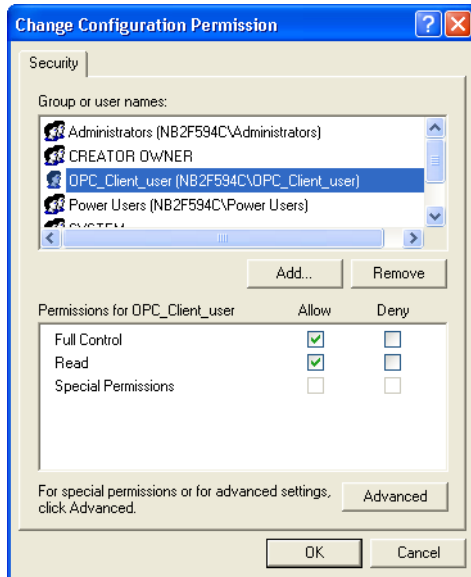 Change Configuration Permission
Security
Group or user names:
Administrators (NB2F594C\Administrators)
CREATOR OWNER
OPC_Client_user (NB2F594C\OPC_Client_user)
Power Users (NB2F594C\Power Users)
SYSTEM
Add... Remove
Permissions for OPC_Client_user Allow Deny
Full Control
Read
Special Permissions
For special permissions or for advanced settings,
click Advanced. Advanced
OK Cancel